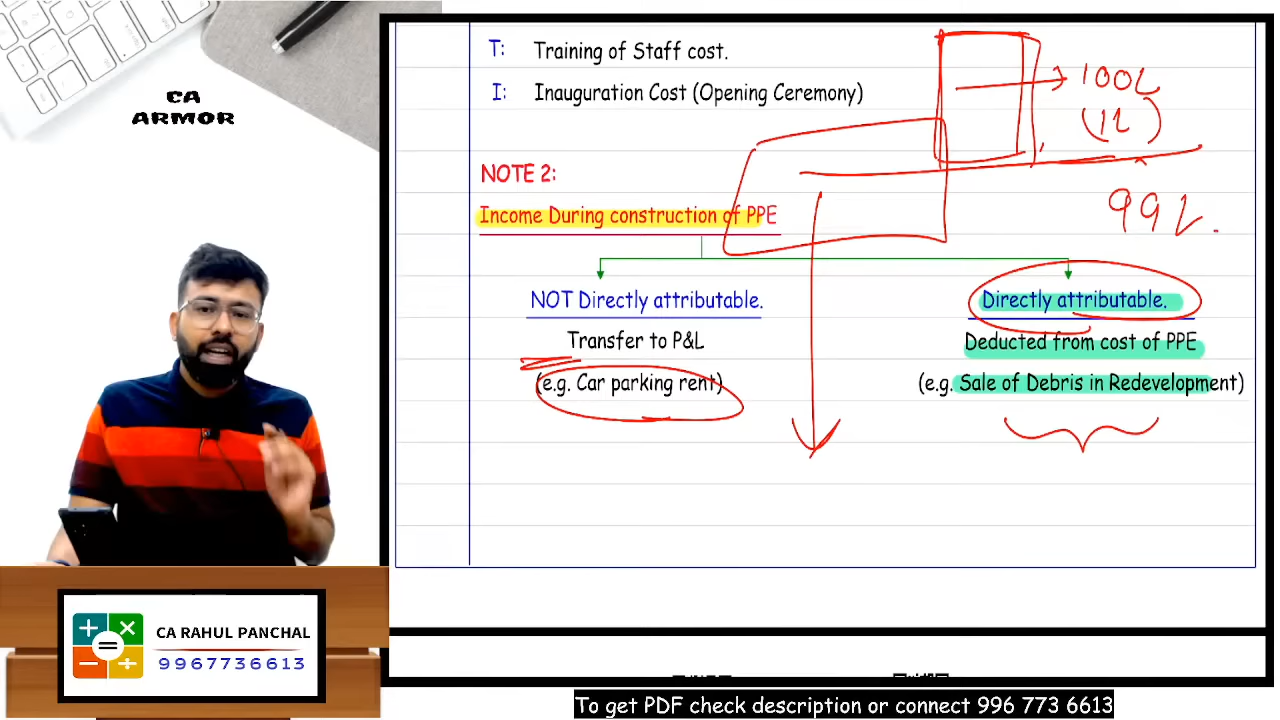 CA
ARMOR
T: Training of Staff cost.
I: Inauguration Cost (Opening Ceremony)
100L
(1L)
99L.
NOTE 2:
Income During construction of PPE
NOT Directly attributable.
Transfer to P&L
(e.g. Car parking rent)
Directly attributable.
Deducted from cost of PPE
(e.g. Sale of Debris in Redevelopment)
CA RAHUL PANCHAL
9967736613
To get PDF check description or connect 996 773 6613